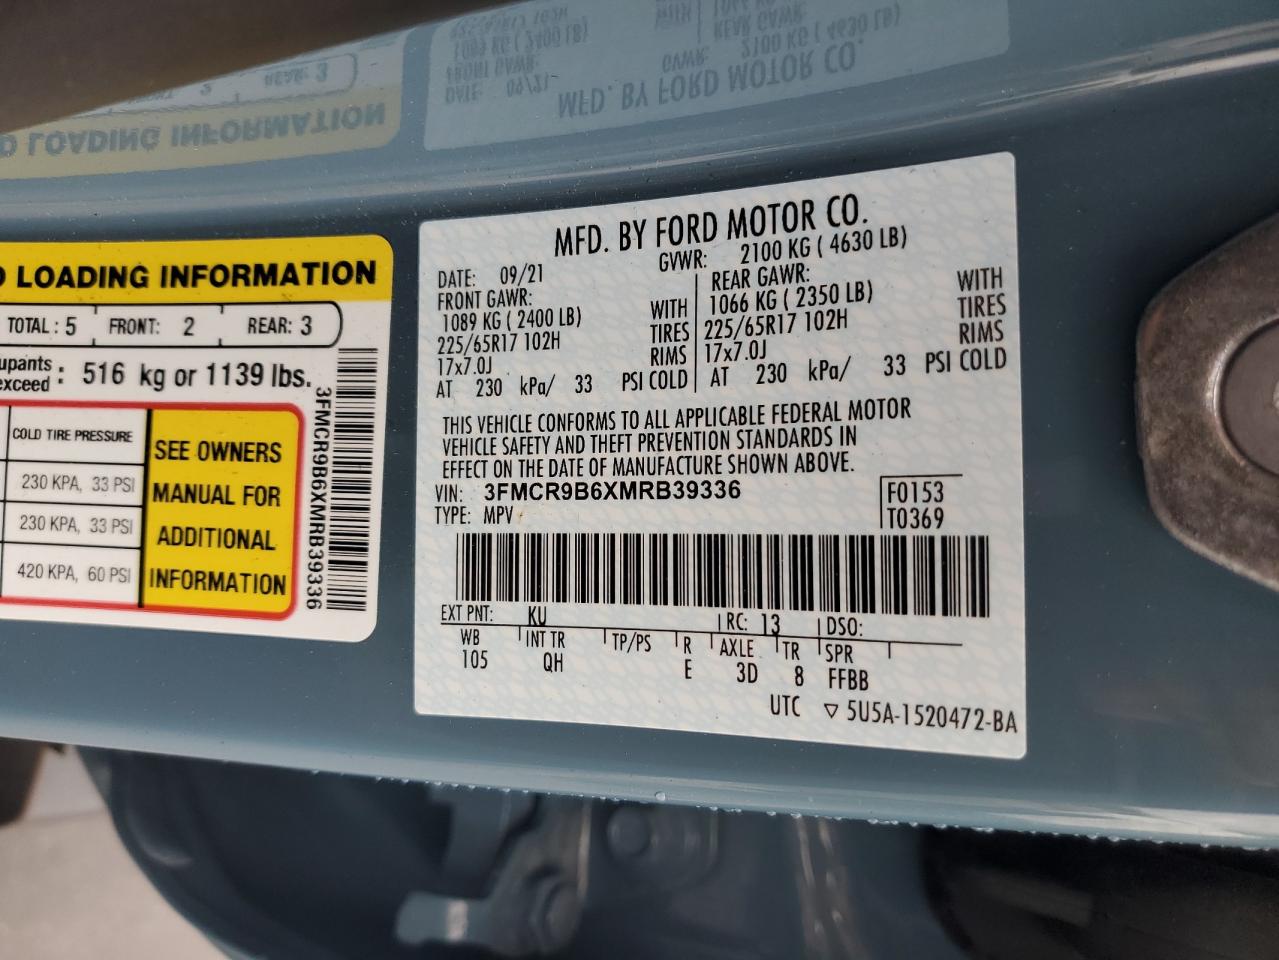 D LOADING INFORMATION
TOTAL: 5 FRONT: 2 REAR: 3
upants
exceed : 516 kg or 1139 lbs.
COLD TIRE PRESSURE
230 KPA, 33 PSI
230 KPA, 33 PSI
420 KPA, 60 PSI
SEE OWNERS
MANUAL FOR
ADDITIONAL
INFORMATION
3FMCR9B6XMRB39336
MFD. BY FORD MOTOR CO.
DATE: 09/21 GVWR: 2100 KG ( 4630 LB)
FRONT GAWR: REAR GAWR:
1089 KG ( 2400 LB) WITH 1066 KG ( 2350 LB) WITH
225/65R17 102H TIRES 225/65R17 102H TIRES
17x7.0J RIMS 17x7.0J RIMS
AT 230 kPa/ 33 PSI COLD AT 230 kPa/ 33 PSI COLD
THIS VEHICLE CONFORMS TO ALL APPLICABLE FEDERAL MOTOR
VEHICLE SAFETY AND THEFT PREVENTION STANDARDS IN
EFFECT ON THE DATE OF MANUFACTURE SHOWN ABOVE.
VIN: 3FMCR9B6XMRB39336 F0153
TYPE: MPV T0369
EXT PNT: KU RC: 13 DSO:
WB INT TR TP/PS R AXLE TR SPR
105 QH E 3D 8 FFBB
UTC ▽ 5U5A-1520472-BA